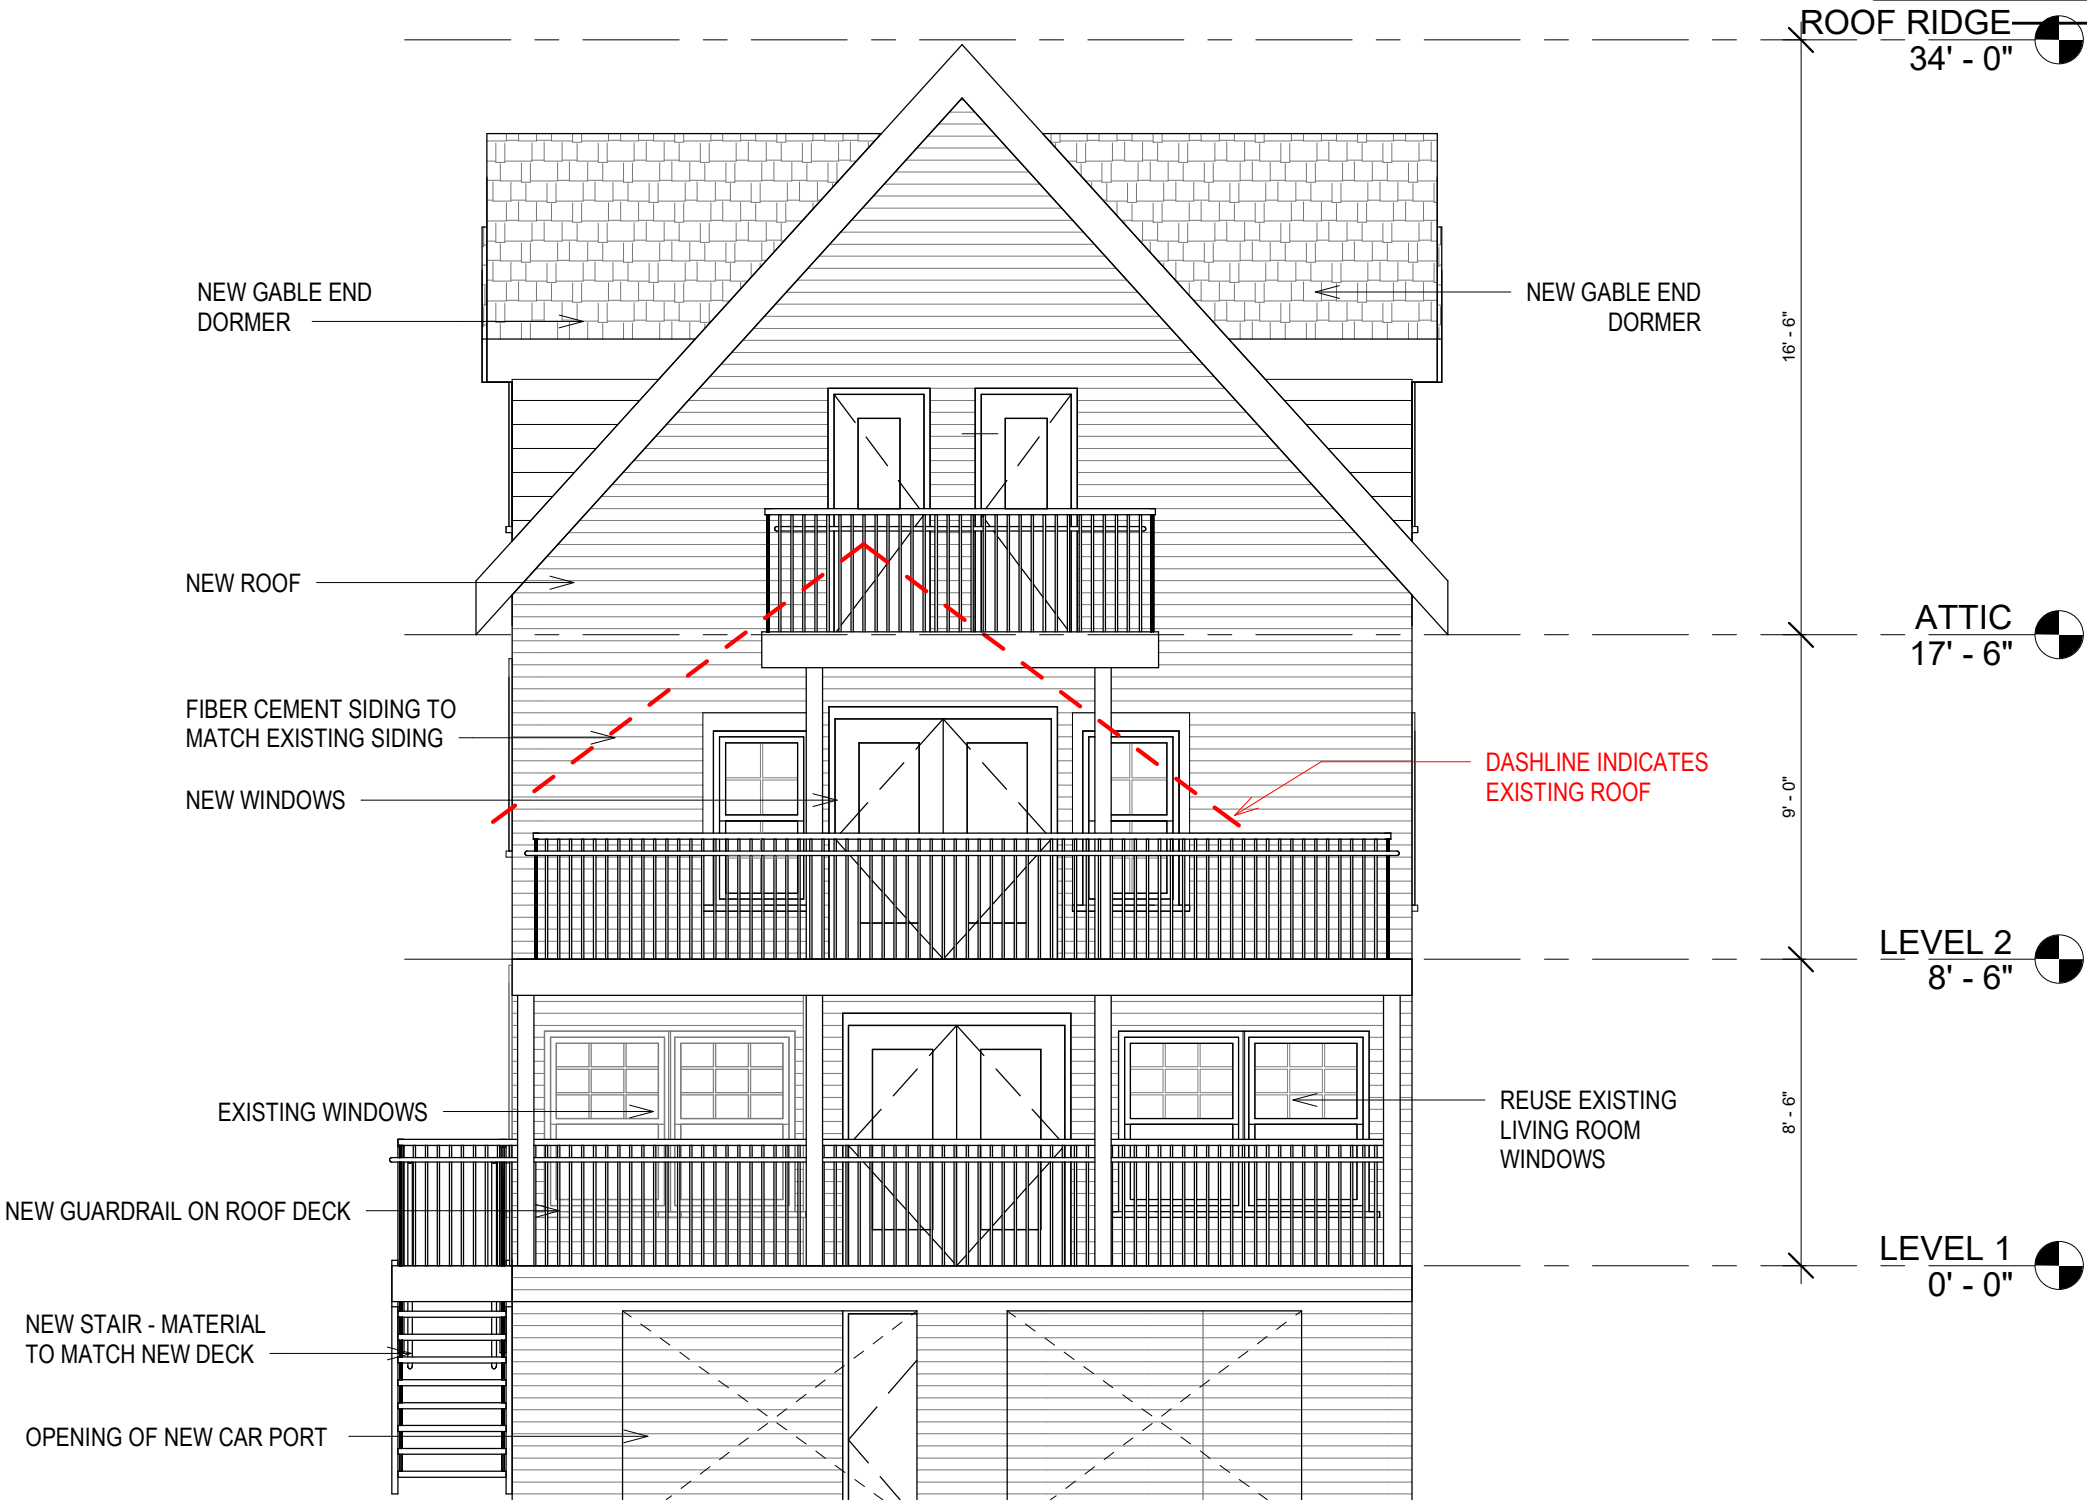 ROOF RIDGE
34' - 0"
NEW GABLE END
DORMER
NEW GABLE END
DORMER
16' - 6"
NEW ROOF
ATTIC
17' - 6"
FIBER CEMENT SIDING TO
MATCH EXISTING SIDING
NEW WINDOWS
DASHLINE INDICATES
EXISTING ROOF
9' - 0"
LEVEL 2
8' - 6"
EXISTING WINDOWS
REUSE EXISTING
LIVING ROOM
WINDOWS
8' - 6"
NEW GUARDRAIL ON ROOF DECK
LEVEL 1
0' - 0"
NEW STAIR - MATERIAL
TO MATCH NEW DECK
OPENING OF NEW CAR PORT